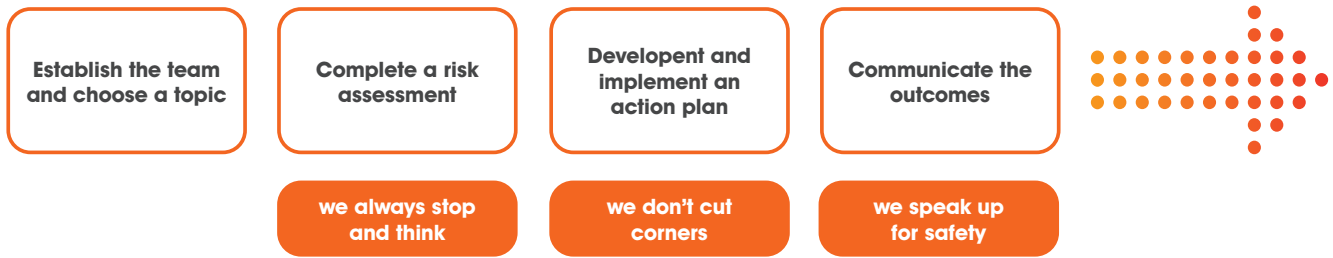 Establish the team
and choose a topic
Complete a risk
assessment
Developent and
implement an
action plan
Communicate the
outcomes
we always stop
and think
we don't cut
corners
we speak up
for safety